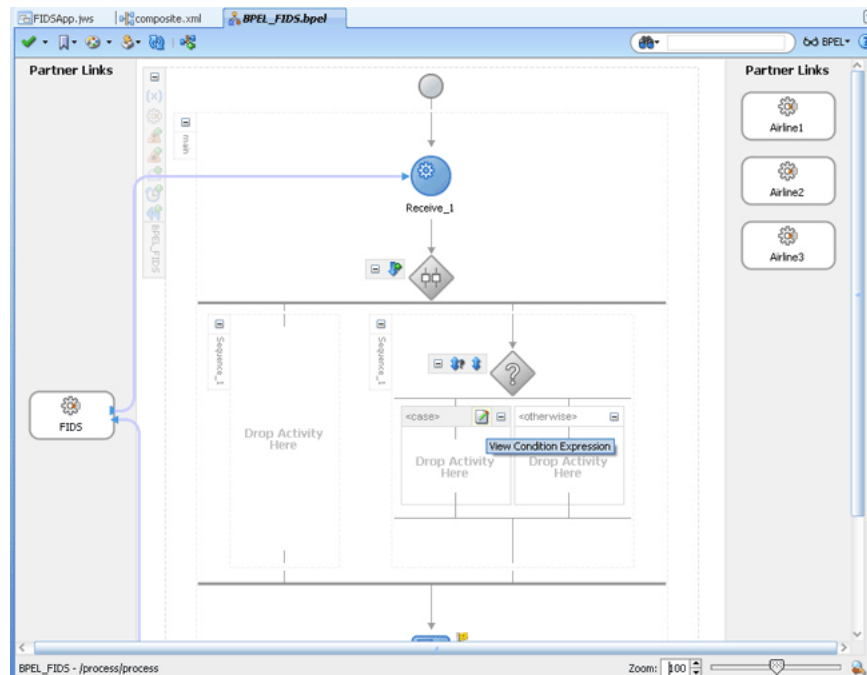 FIDSApp.jws
composite.xml
BPEL_FIDS.bpel
BPEL
Partner Links
Partner Links
(x)
main
Airline1
Airline2
Airline3
Receive_1
BPEL_FIDS
Sequence_1
Sequence_1
FIDS
<case>
<otherwise>
View Condition Expression
Drop Activity
Here
Drop Activity
Here
Drop Activity
Here
BPEL_FIDS - /process/process
Zoom: 100